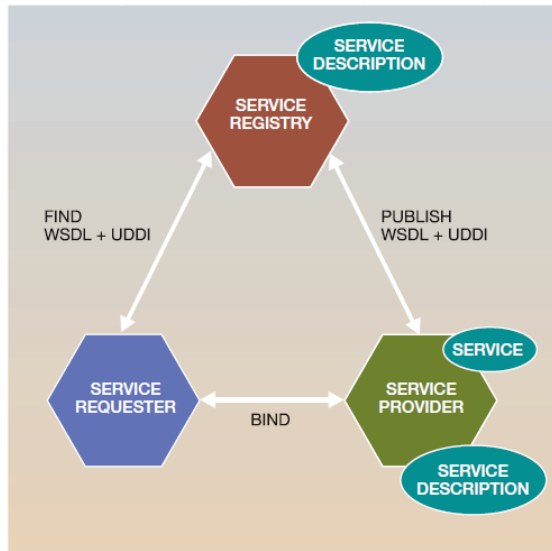 SERVICE
DESCRIPTION
SERVICE
REGISTRY
FIND
WSDL + UDDI
PUBLISH
WSDL + UDDI
SERVICE
SERVICE
REQUESTER
BIND
SERVICE
PROVIDER
SERVICE
DESCRIPTION